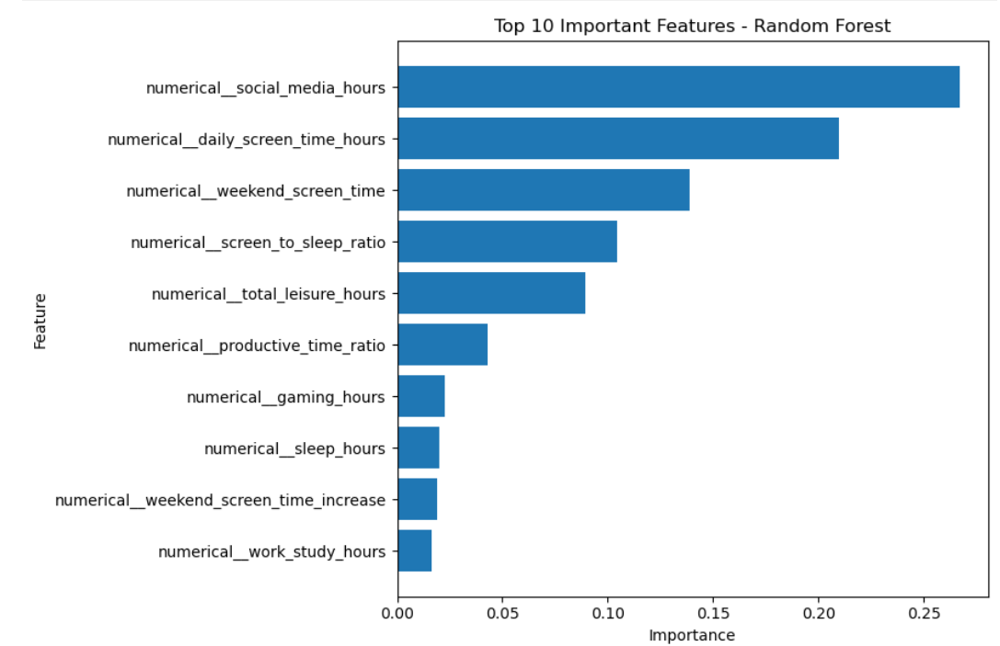 Top 10 Important Features - Random Forest
Feature
numerical__social_media_hours
numerical__daily_screen_time_hours
numerical__weekend_screen_time
numerical__screen_to_sleep_ratio
numerical__total_leisure_hours
numerical__productive_time_ratio
numerical__gaming_hours
numerical__sleep_hours
numerical__weekend_screen_time_increase
numerical__work_study_hours
0.00 0.05 0.10 0.15 0.20 0.25
Importance